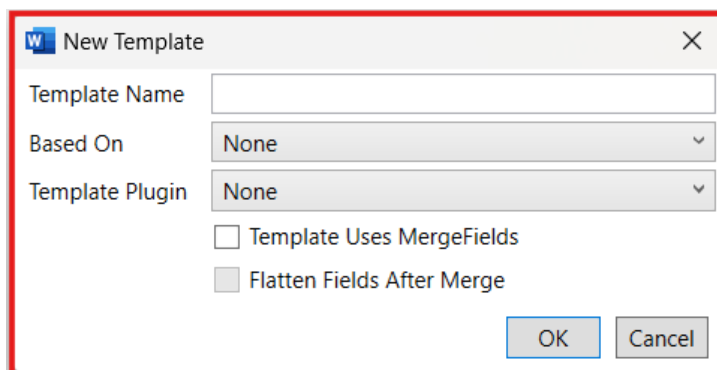 W New Template
Template Name
Based On None
Template Plugin None
Template Uses MergeFields
Flatten Fields After Merge
OK Cancel